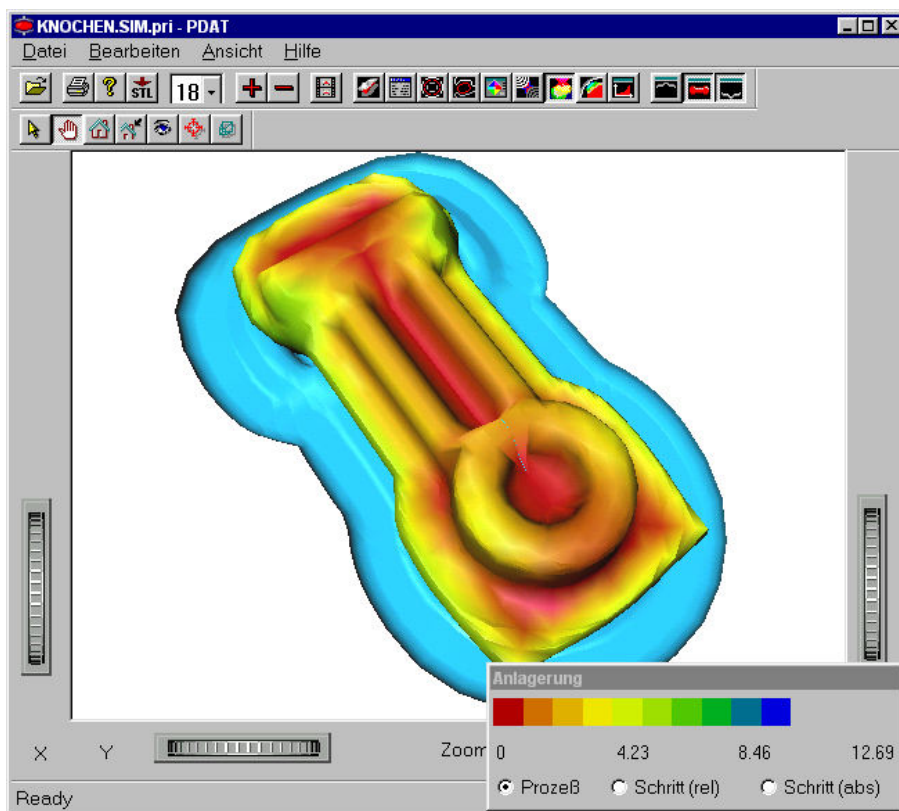 KNOCHEN.SIM.pri - PDAT
Datei Bearbeiten Ansicht Hilfe
? STL 18
Anlagerung
X Y Zoom
0 4.23 8.46 12.69
Prozeß Schritt (rel) Schritt (abs)
Ready